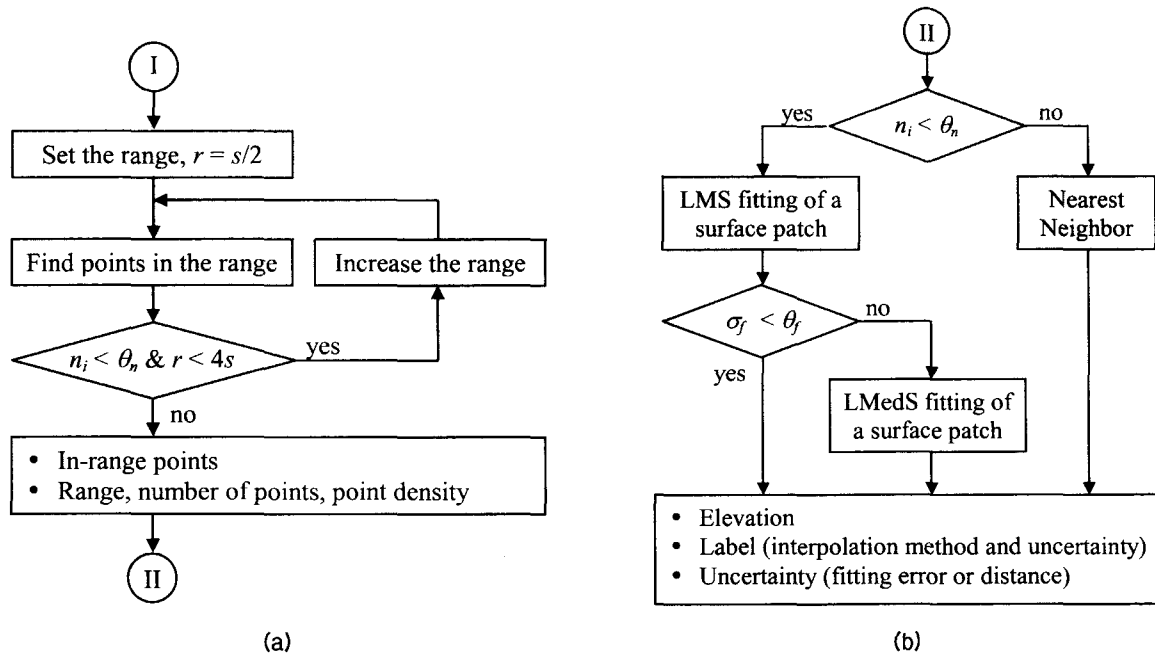 I
Set the range, r = s/2
Find points in the range
Increase the range
n_i < θ_n & r < 4s
yes
no
• In-range points
• Range, number of points, point density
II
(a)
II
yes
no
n_i < θ_n
LMS fitting of a
surface patch
Nearest
Neighbor
σ_f < θ_f
no
yes
LMedS fitting of
a surface patch
• Elevation
• Label (interpolation method and uncertainty)
• Uncertainty (fitting error or distance)
(b)